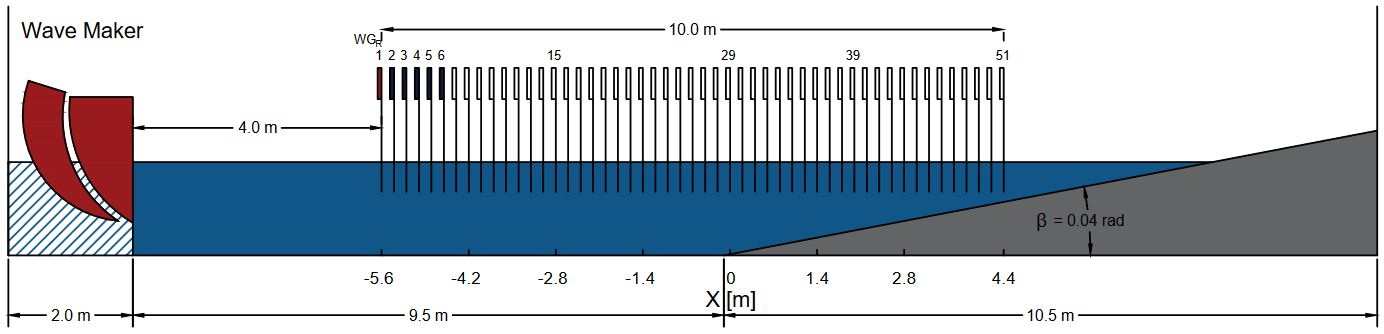 Wave Maker
10.0 m
WGR
1 2 3 4 5 6 15 29 39 51
4.0 m
β = 0.04 rad
-5.6 -4.2 -2.8 -1.4 0 1.4 2.8 4.4
X [m]
2.0 m 9.5 m 10.5 m